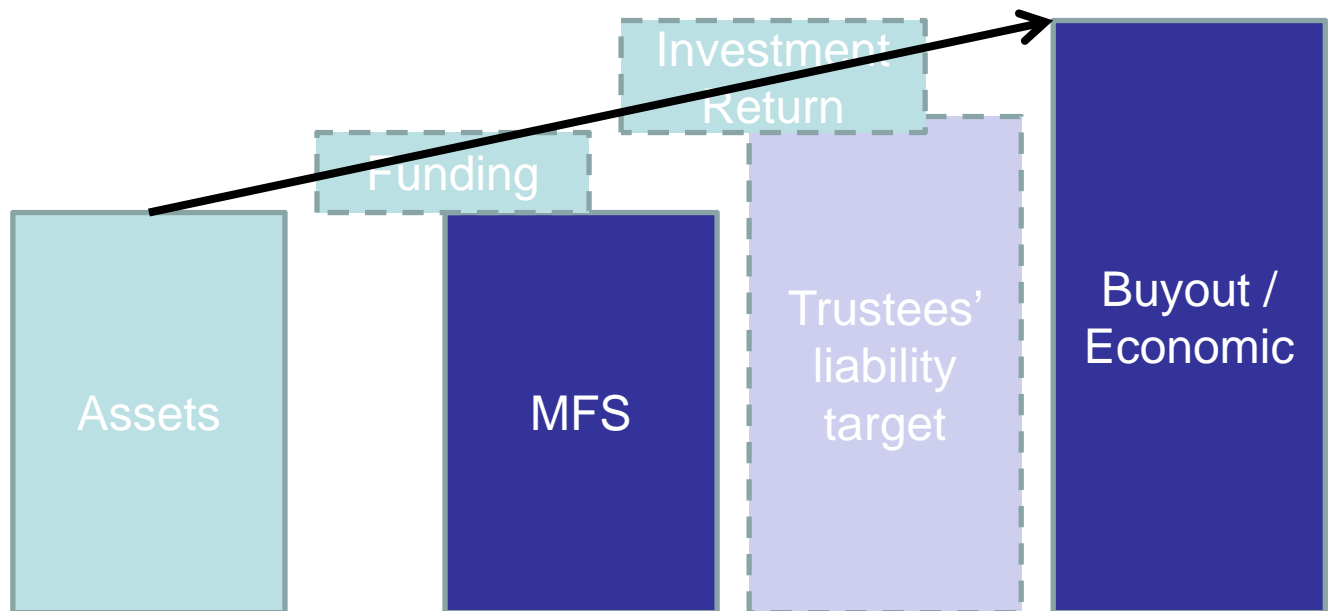 Investment
Return
Funding
Assets
MFS
Trustees’
liability
target
Buyout /
Economic